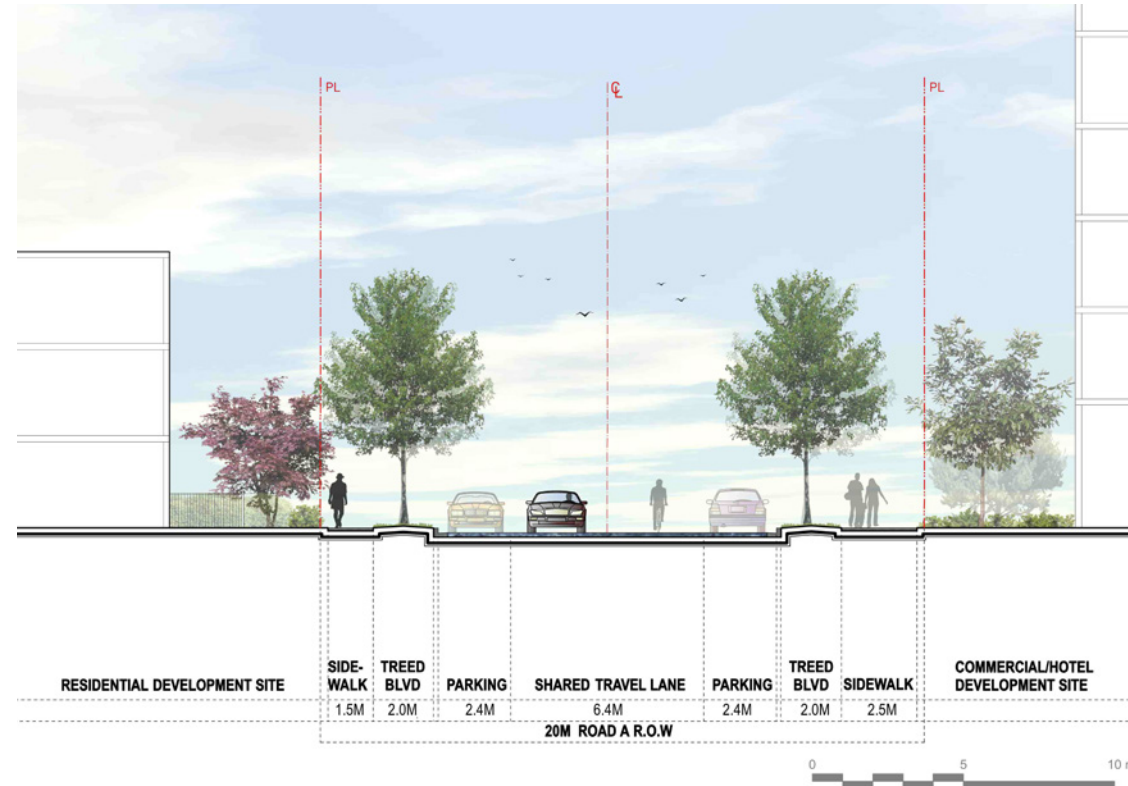 PL
CL
PL
SIDE-
WALK
TREED
BLVD
TREED
BLVD
COMMERCIAL/HOTEL
DEVELOPMENT SITE
RESIDENTIAL DEVELOPMENT SITE
PARKING
SHARED TRAVEL LANE
PARKING
SIDEWALK
1.5M
2.0M
2.4M
6.4M
2.4M
2.0M
2.5M
20M ROAD A R.O.W
0
5
10